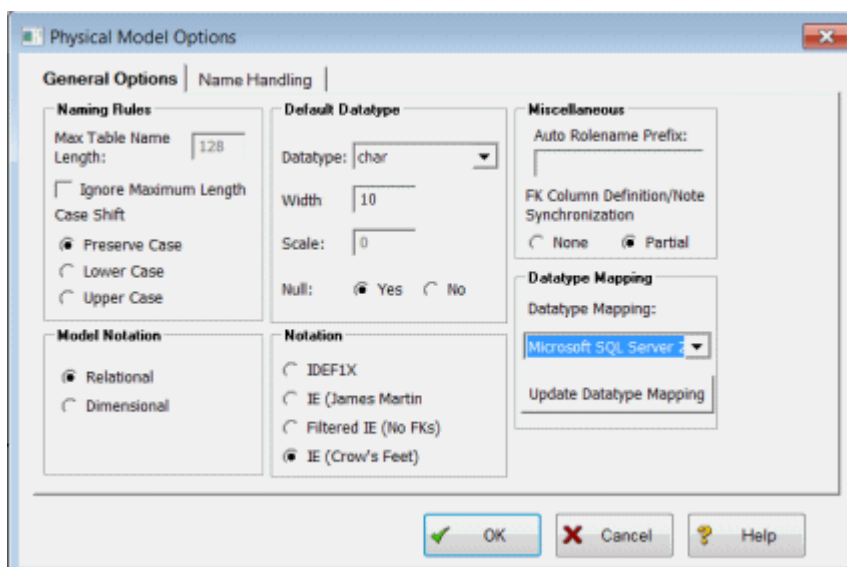 Physical Model Options
General Options
Name Handling
Naming Rules
Max Table Name
Length:
128
Ignore Maximum Length
Case Shift
Preserve Case
Lower Case
Upper Case
Default Datatype
Datatype: char
Width 10
Scale: 0
Null: Yes No
Miscellaneous
Auto Rolename Prefix:
FK Column Definition/Note
Synchronization
None Partial
Datatype Mapping
Datatype Mapping:
Microsoft SQL Server 2
Update Datatype Mapping
Model Notation
Relational
Dimensional
Notation
IDEF1X
IE (James Martin
Filtered IE (No FKs)
IE (Crow's Feet)
OK
Cancel
Help